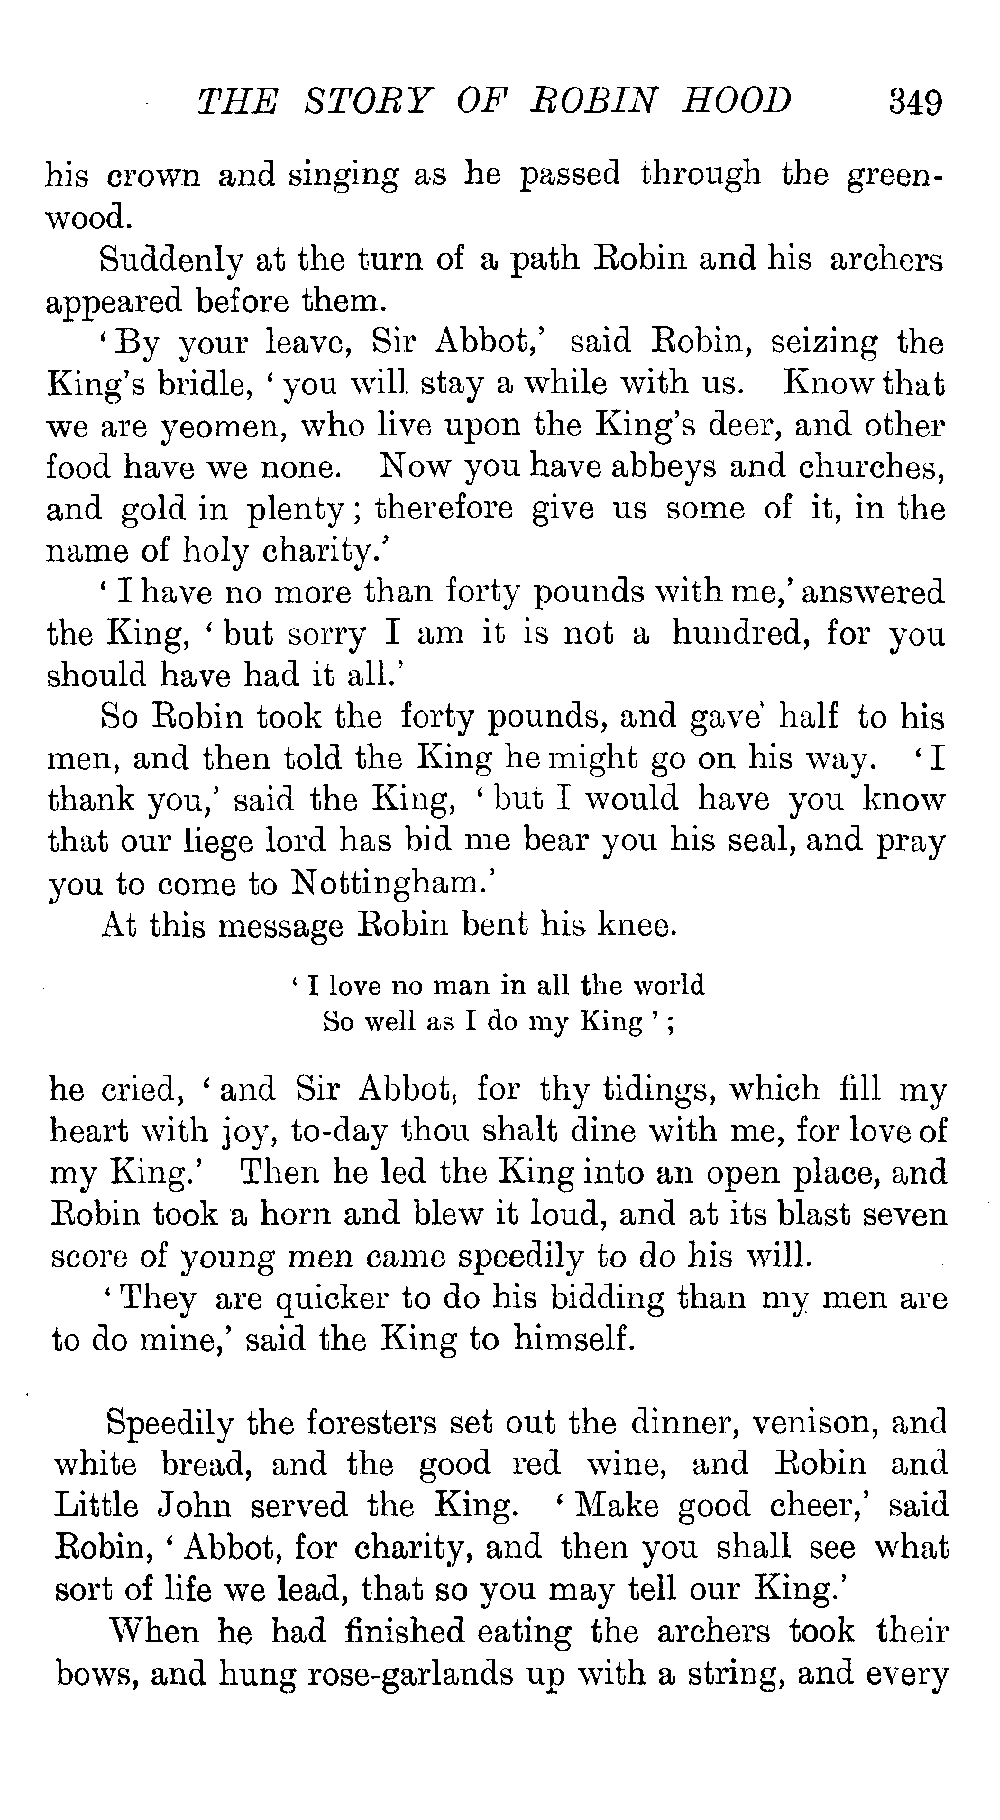 THE STORY OF ROBIN HOOD 349
his crown and singing as he passed through the green-
wood.
Suddenly at the turn of a path Robin and his archers
appeared before them.
‘By your leave, Sir Abbot,’ said Robin, seizing the
King’s bridle, ‘you will stay a while with us. Know that
we are yeomen, who live upon the King’s deer, and other
food have we none. Now you have abbeys and churches,
and gold in plenty; therefore give us some of it, in the
name of holy charity.’
‘I have no more than forty pounds with me,’ answered
the King, ‘but sorry I am it is not a hundred, for you
should have had it all.’
So Robin took the forty pounds, and gave half to his
men, and then told the King he might go on his way. ‘I
thank you,’ said the King, ‘but I would have you know
that our liege lord has bid me bear you his seal, and pray
you to come to Nottingham.’
At this message Robin bent his knee.
‘I love no man in all the world
So well as I do my King’;
he cried, ‘and Sir Abbot, for thy tidings, which fill my
heart with joy, to-day thou shalt dine with me, for love of
my King.’ Then he led the King into an open place, and
Robin took a horn and blew it loud, and at its blast seven
score of young men came speedily to do his will.
‘They are quicker to do his bidding than my men are
to do mine,’ said the King to himself.
Speedily the foresters set out the dinner, venison, and
white bread, and the good red wine, and Robin and
Little John served the King. ‘Make good cheer,’ said
Robin, ‘Abbot, for charity, and then you shall see what
sort of life we lead, that so you may tell our King.’
When he had finished eating the archers took their
bows, and hung rose-garlands up with a string, and every